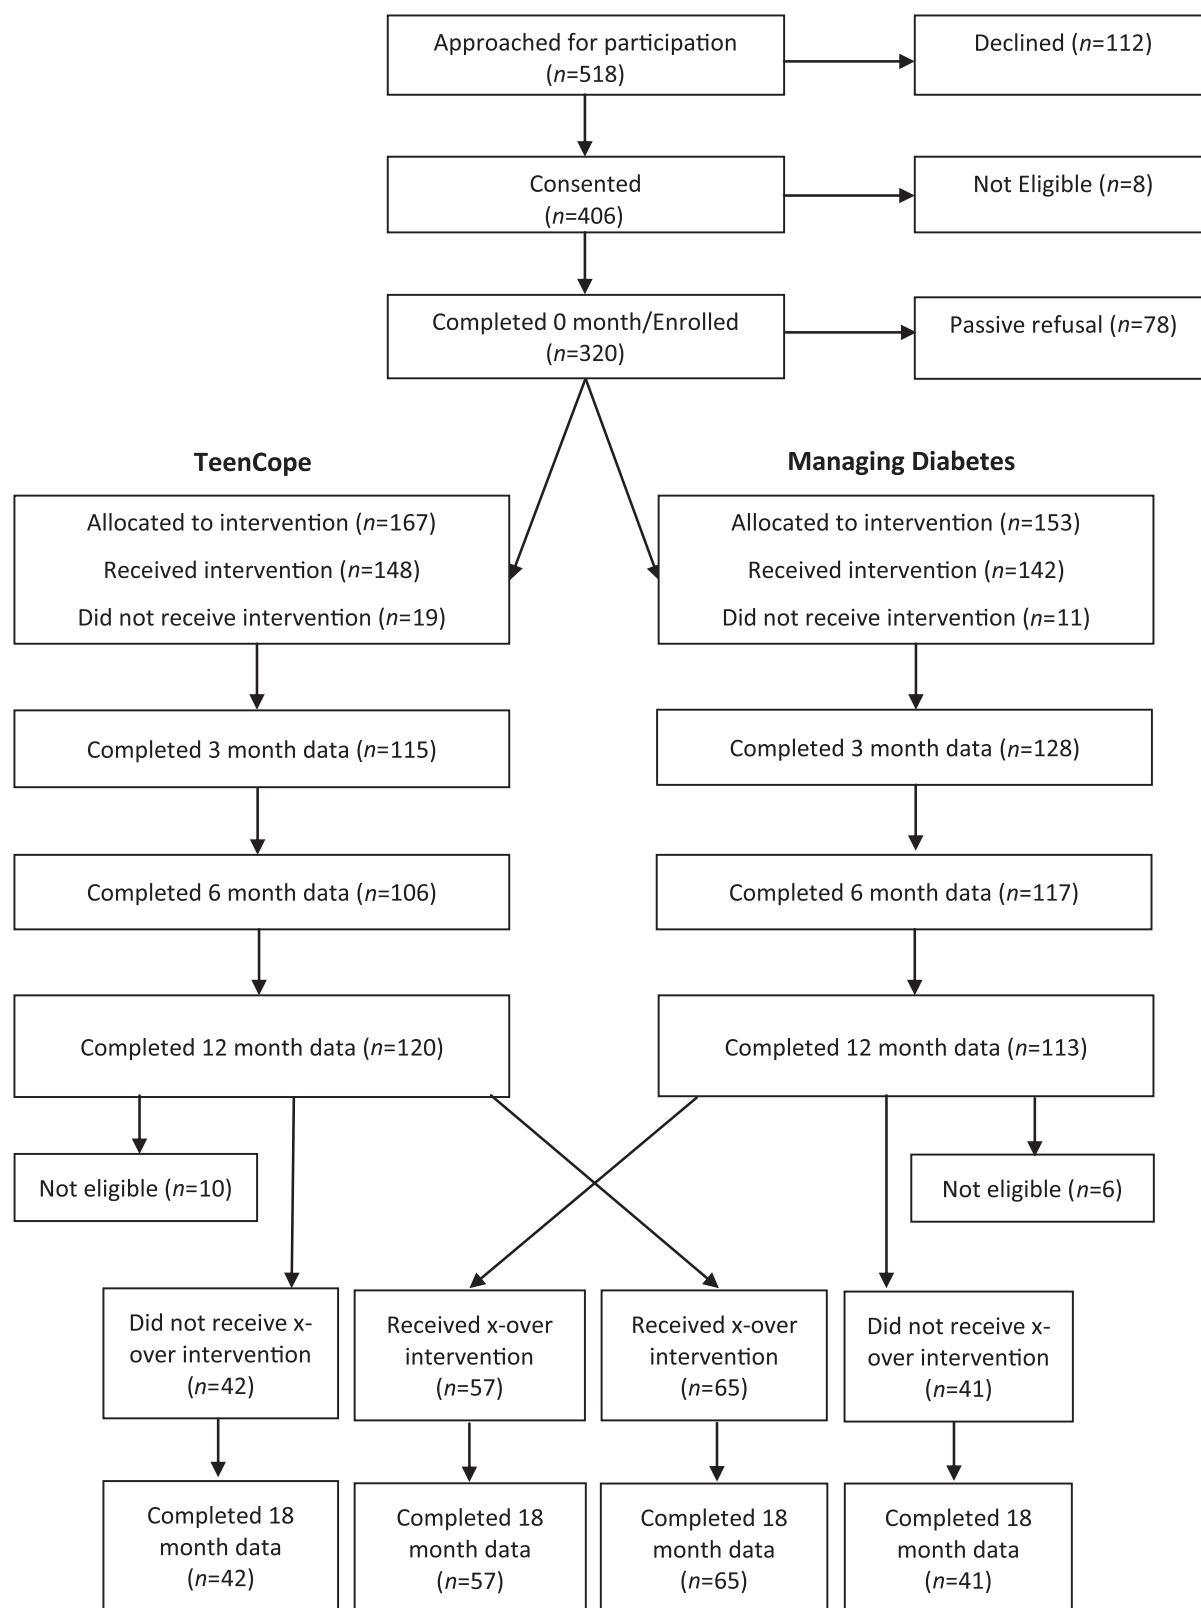 Approached for participation
(n=518)
Declined (n=112)
Consented
(n=406)
Not Eligible (n=8)
Completed 0 month/Enrolled
(n=320)
Passive refusal (n=78)
TeenCope
Managing Diabetes
Allocated to intervention (n=167)
Received intervention (n=148)
Did not receive intervention (n=19)
Allocated to intervention (n=153)
Received intervention (n=142)
Did not receive intervention (n=11)
Completed 3 month data (n=115)
Completed 3 month data (n=128)
Completed 6 month data (n=106)
Completed 6 month data (n=117)
Completed 12 month data (n=120)
Completed 12 month data (n=113)
Not eligible (n=10)
Not eligible (n=6)
Did not receive x-
over intervention
(n=42)
Received x-over
intervention
(n=57)
Received x-over
intervention
(n=65)
Did not receive x-
over intervention
(n=41)
Completed 18
month data
(n=42)
Completed 18
month data
(n=57)
Completed 18
month data
(n=65)
Completed 18
month data
(n=41)